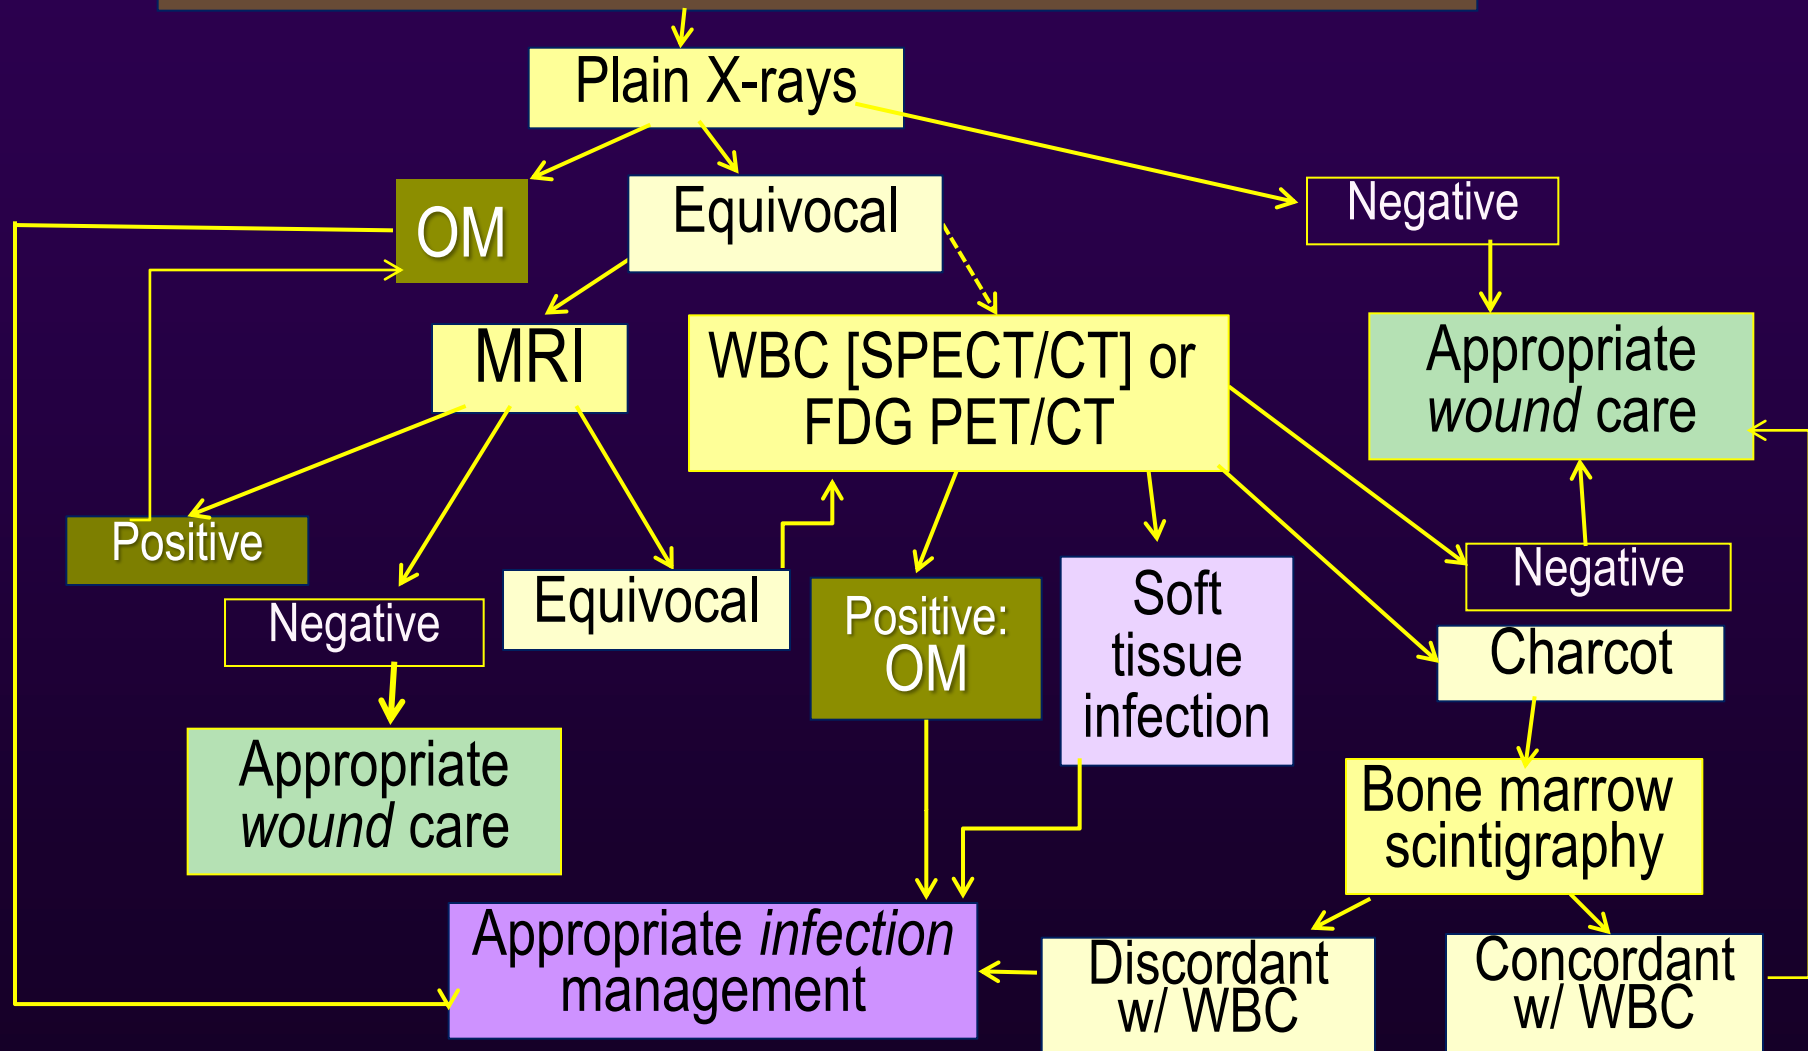 Plain X-rays
OM
Equivocal
Negative
MRI
WBC [SPECT/CT] or
FDG PET/CT
Appropriate
wound care
Positive
Negative
Equivocal
Positive:
OM
Soft
tissue
infection
Negative
Charcot
Appropriate
wound care
Bone marrow
scintigraphy
Appropriate infection
management
Discordant
w/ WBC
Concordant
w/ WBC